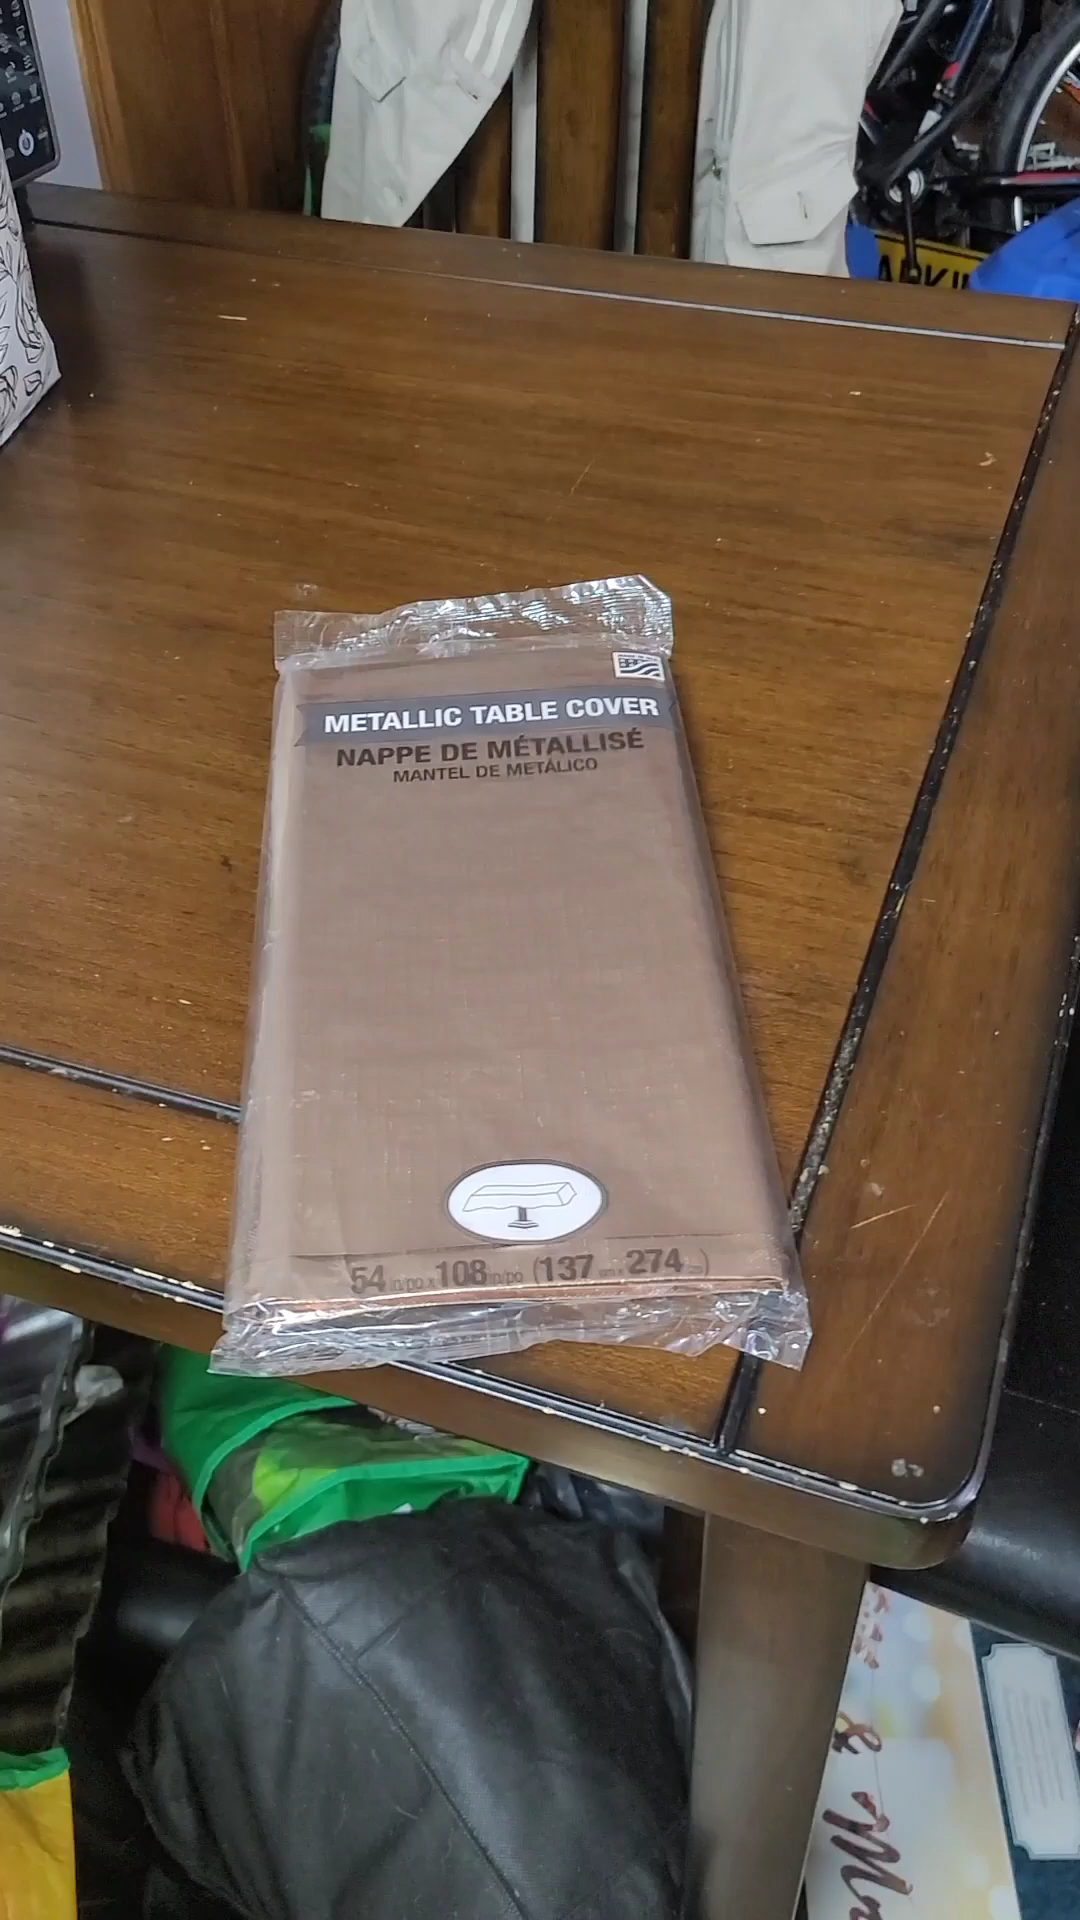 METALLIC TABLE COVER
NAPPE DE MÉTALLISÉ
MANTEL DE METÁLICO
54 in/po x 108 in/po (137 cm x 274 cm)
& Mr